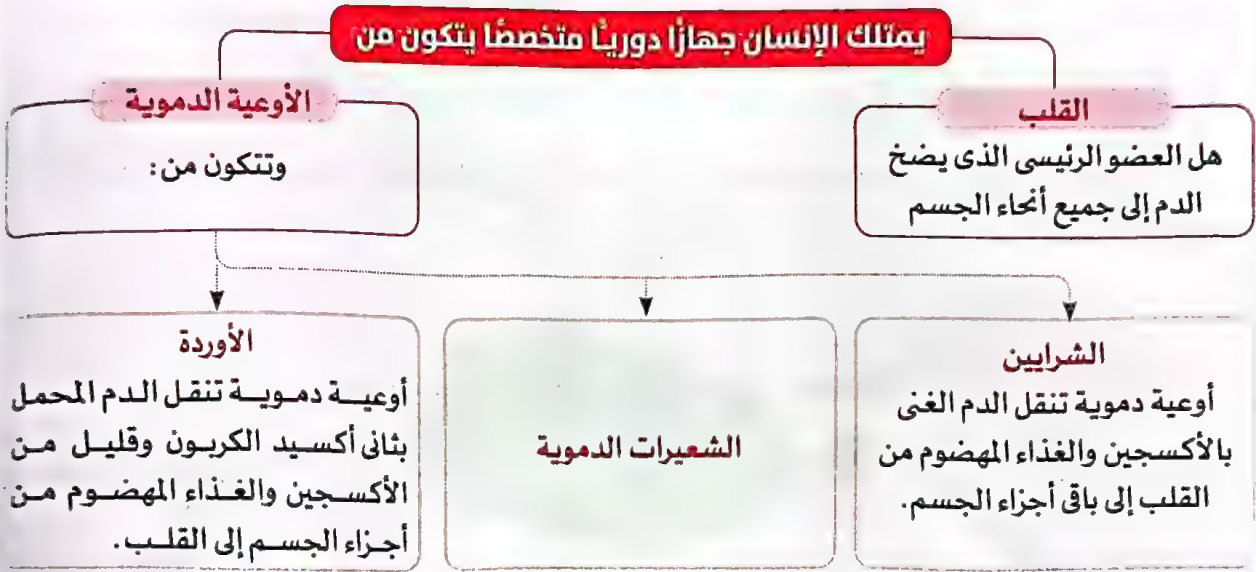 يمتلك الإنسان جهازًا دوريًا متخصصًا يتكون من
القلب
هل العضو الرئيسى الذى يضخ
الدم إلى جميع أنحاء الجسم
الأوعية الدموية
وتتكون من:
الشرايين
أوعية دموية تنقل الدم الغنى
بالأكسجين والغذاء المهضوم من
القلب إلى باقى أجزاء الجسم.
الشعيرات الدموية
الأوردة
أوعية دموية تنقل الدم المحمل
بثانى أكسيد الكربون وقليل من
الأكسجين والغذاء المهضوم من
أجزاء الجسم إلى القلب.